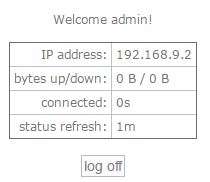 Welcome admin!
IP address: 192.168.9.2
bytes up/down: 0 B / 0 B
connected: 0s
status refresh: 1m
log off